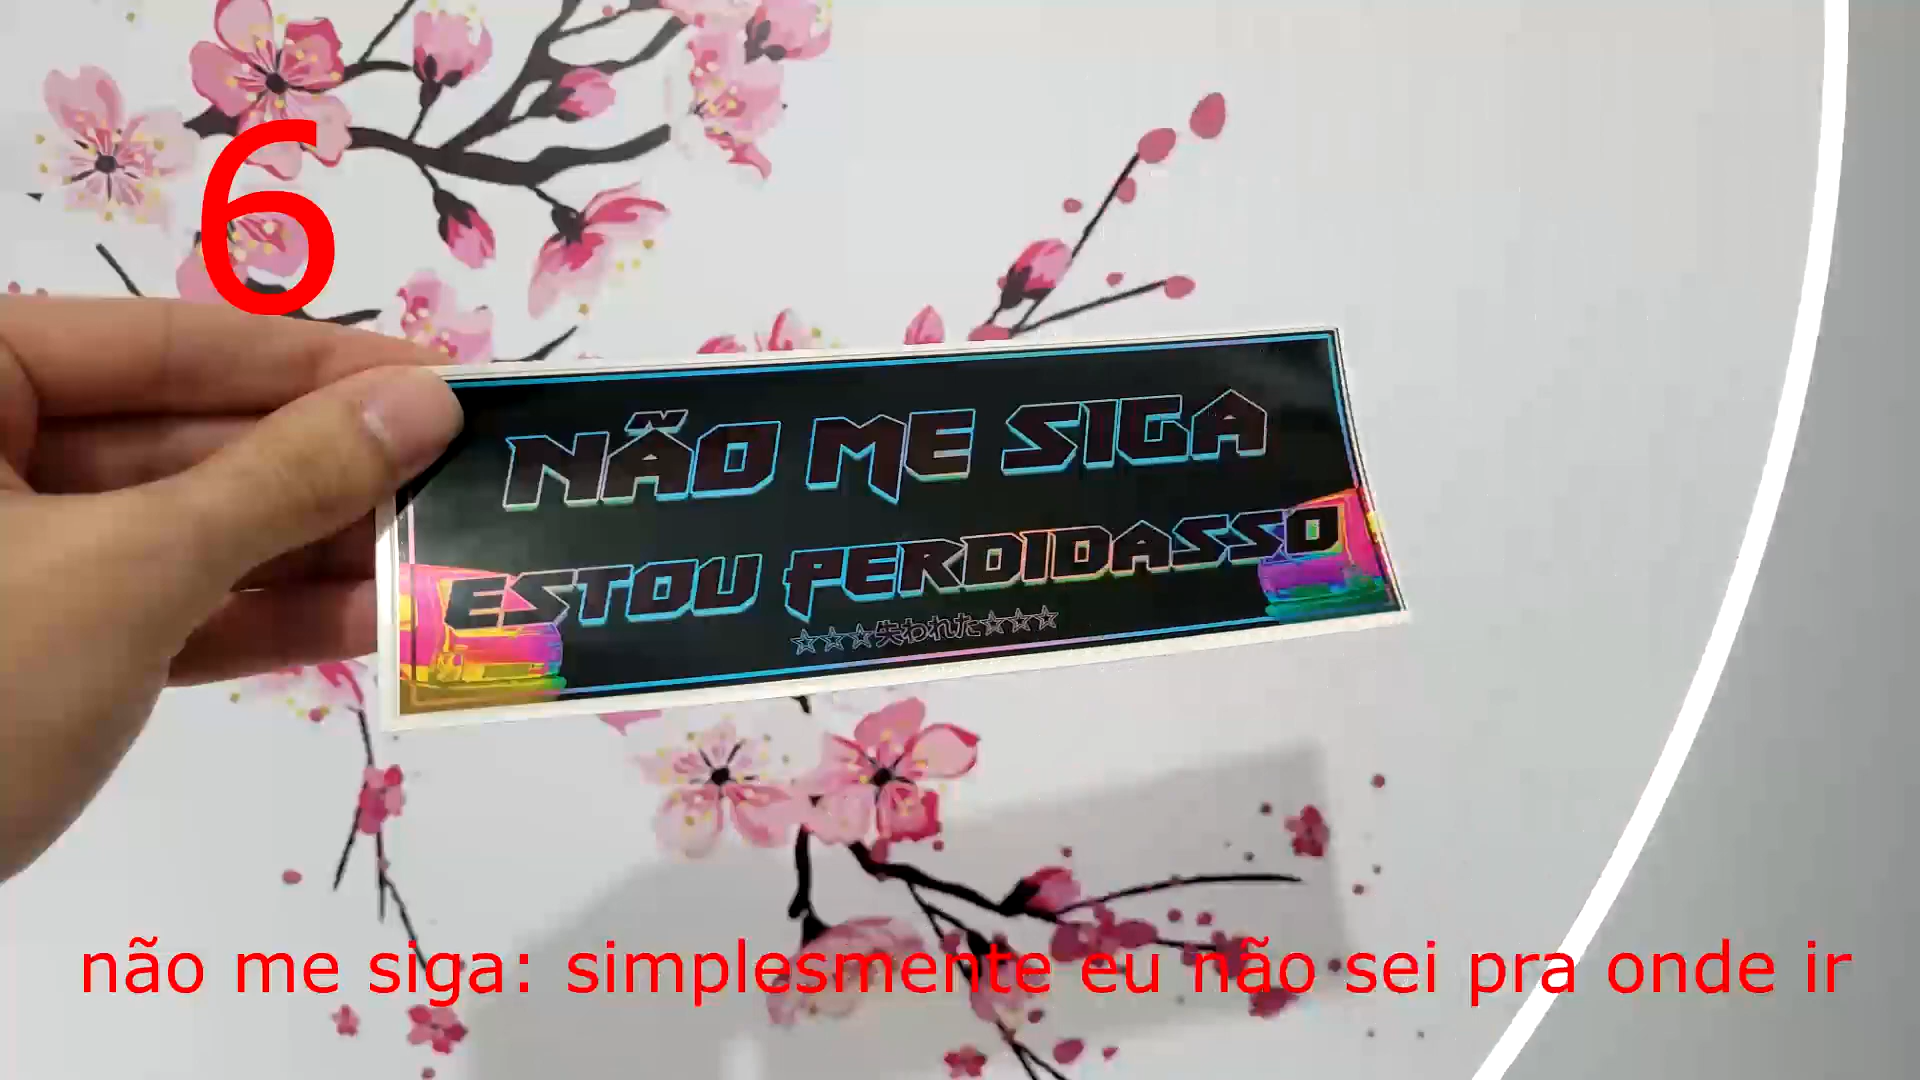 6
NÃO ME SIGA
ESTOU PERDIDASSO
☆☆☆失われた☆☆☆
não me siga: simplesmente eu não sei pra onde ir